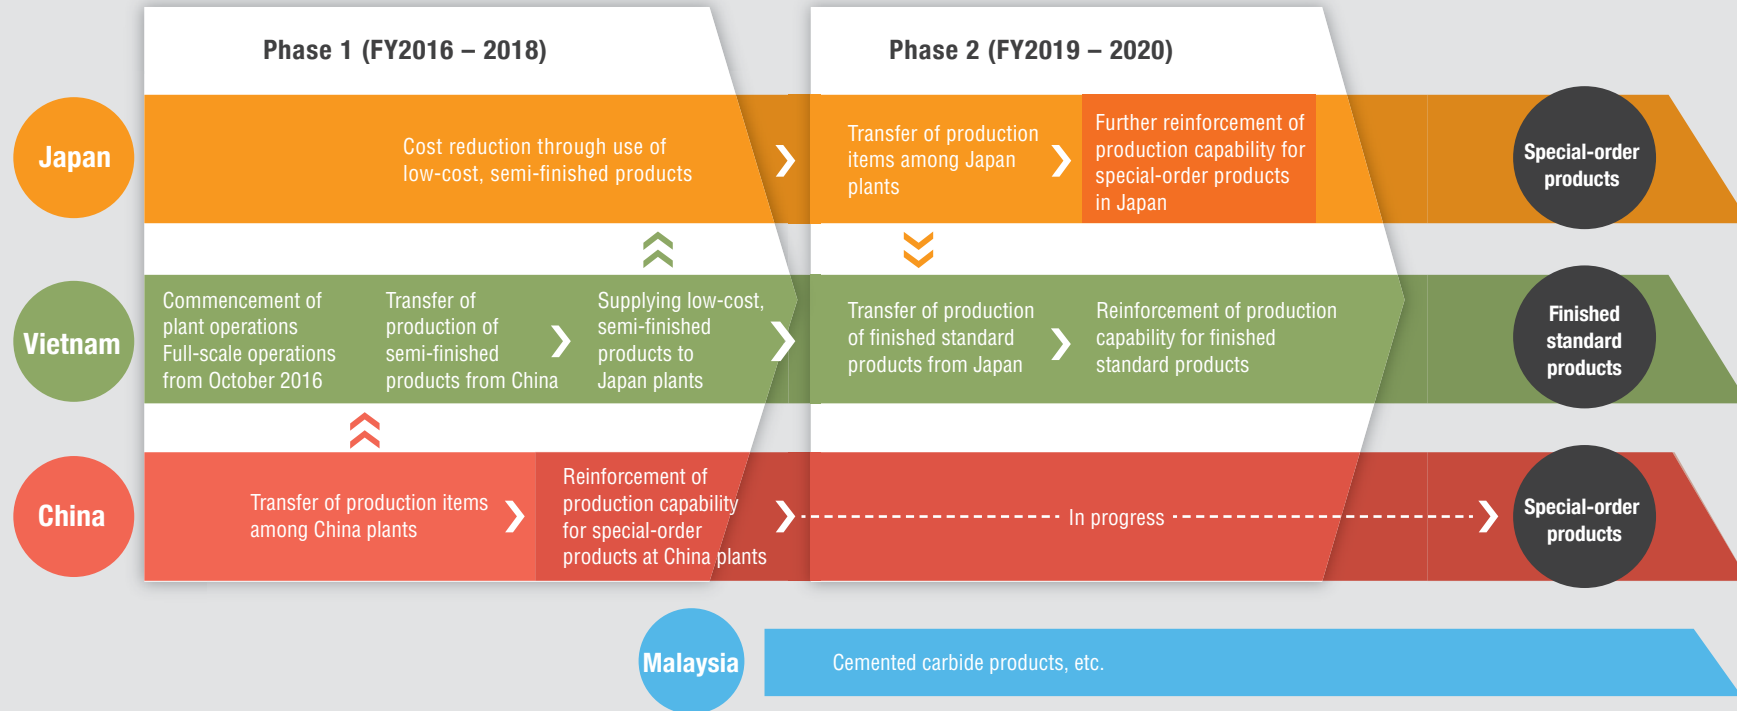 Phase 1 (FY2016 – 2018)
Phase 2 (FY2019 – 2020)
Japan
Cost reduction through use of
low-cost, semi-finished products
Transfer of production
items among Japan
plants
Further reinforcement of
production capability for
special-order products
in Japan
Special-order
products
Vietnam
Commencement of
plant operations
Full-scale operations
from October 2016
Transfer of
production of
semi-finished
products from China
Supplying low-cost,
semi-finished
products to
Japan plants
Transfer of production
of finished standard
products from Japan
Reinforcement of production
capability for finished
standard products
Finished
standard
products
China
Transfer of production items
among China plants
Reinforcement of
production capability
for special-order
products at China plants
In progress
Special-order
products
Malaysia
Cemented carbide products, etc.